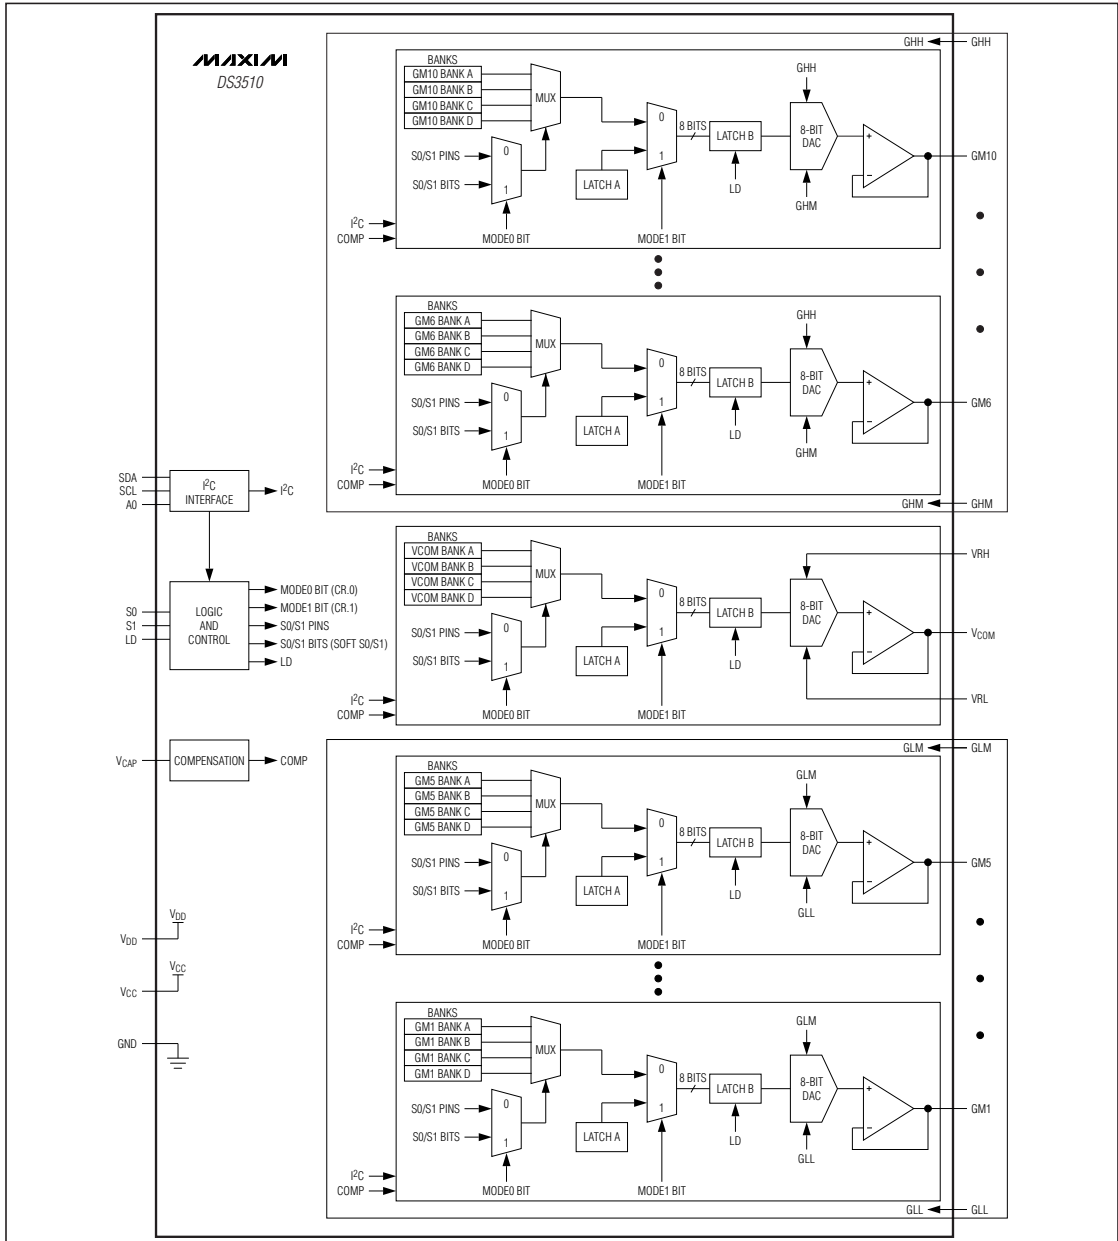 MAXIM
DS3510
GHH GHH
BANKS
GM10 BANK A
GM10 BANK B
GM10 BANK C
GM10 BANK D
MUX
S0/S1 PINS
S0/S1 BITS
0
1
MODE0 BIT
LATCH A
0
1
MODE1 BIT
8 BITS
LATCH B
LD
GHH
8-BIT
DAC
GHM
+
−
GM10
I2C
COMP
BANKS
GM6 BANK A
GM6 BANK B
GM6 BANK C
GM6 BANK D
MUX
S0/S1 PINS
S0/S1 BITS
0
1
MODE0 BIT
LATCH A
0
1
MODE1 BIT
8 BITS
LATCH B
LD
GHH
8-BIT
DAC
GHM
+
−
GM6
I2C
COMP
GHM GHM
SDA
SCL
A0
I2C
INTERFACE
I2C
S0
S1
LD
LOGIC
AND
CONTROL
MODE0 BIT (CR.0)
MODE1 BIT (CR.1)
S0/S1 PINS
S0/S1 BITS (SOFT S0/S1)
LD
BANKS
VCOM BANK A
VCOM BANK B
VCOM BANK C
VCOM BANK D
MUX
S0/S1 PINS
S0/S1 BITS
0
1
MODE0 BIT
LATCH A
0
1
MODE1 BIT
8 BITS
LATCH B
LD
8-BIT
DAC
+
−
VRH
VCOM
VRL
I2C
COMP
VCAP
COMPENSATION
COMP
GLM GLM
BANKS
GM5 BANK A
GM5 BANK B
GM5 BANK C
GM5 BANK D
MUX
S0/S1 PINS
S0/S1 BITS
0
1
MODE0 BIT
LATCH A
0
1
MODE1 BIT
8 BITS
LATCH B
LD
GLM
8-BIT
DAC
GLL
+
−
GM5
I2C
COMP
VDD
VDD
VCC
VCC
GND
BANKS
GM1 BANK A
GM1 BANK B
GM1 BANK C
GM1 BANK D
MUX
S0/S1 PINS
S0/S1 BITS
0
1
MODE0 BIT
LATCH A
0
1
MODE1 BIT
8 BITS
LATCH B
LD
GLM
8-BIT
DAC
GLL
+
−
GM1
I2C
COMP
GLL GLL